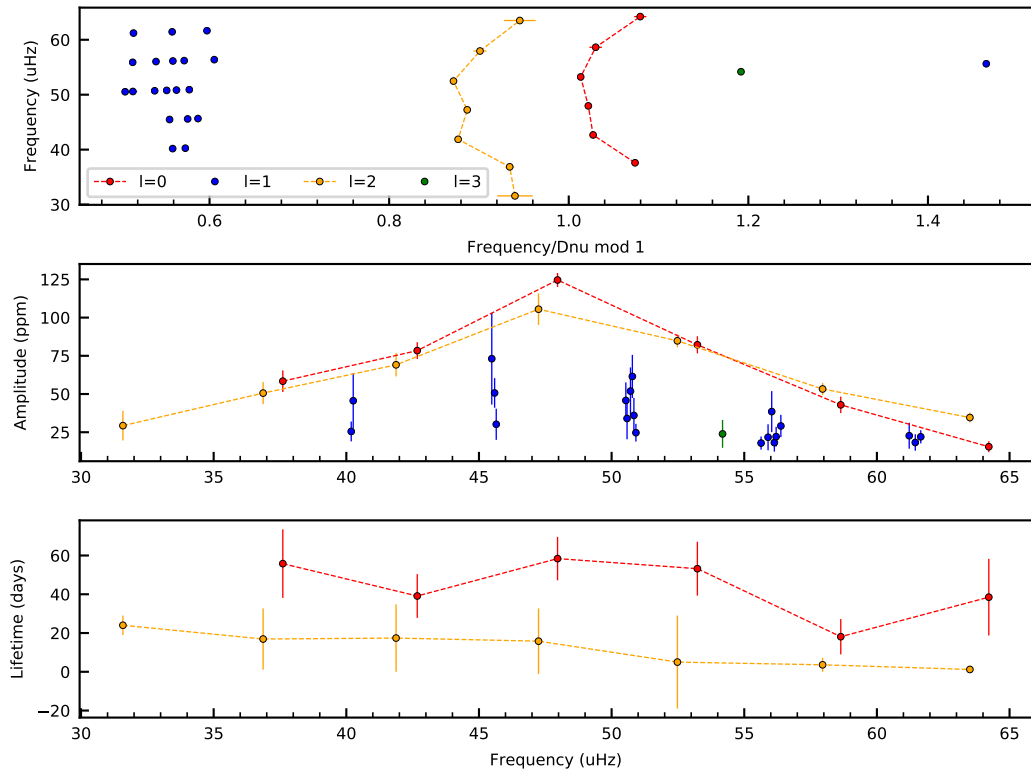 60
50
40
30
Frequency (uHz)
l=0 l=1 l=2 l=3
0.6 0.8 1.0 1.2 1.4
Frequency/Dnu mod 1
125
100
75
50
25
Amplitude (ppm)
30 35 40 45 50 55 60 65
60
40
20
0
−20
Lifetime (days)
30 35 40 45 50 55 60 65
Frequency (uHz)